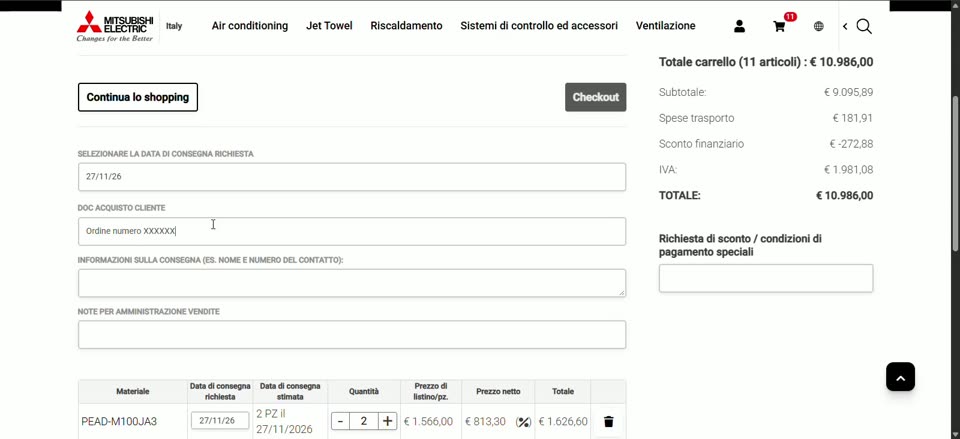 MITSUBISHI
ELECTRIC
Changes for the Better
Italy
Air conditioning
Jet Towel
Riscaldamento
Sistemi di controllo ed accessori
Ventilazione
11
Totale carrello (11 articoli) : € 10.986,00
Continua lo shopping
Checkout
Subtotale: € 9.095,89
Spese trasporto € 181,91
Sconto finanziario € -272,88
IVA: € 1.981,08
TOTALE: € 10.986,00
SELEZIONARE LA DATA DI CONSEGNA RICHIESTA
27/11/26
DOC ACQUISTO CLIENTE
Ordine numero XXXXXX
Richiesta di sconto / condizioni di
pagamento speciali
INFORMAZIONI SULLA CONSEGNA (ES. NOME E NUMERO DEL CONTATTO):
NOTE PER AMMINISTRAZIONE VENDITE
Materiale
Data di consegna
richiesta
Data di consegna
stimata
Quantità
Prezzo di
listino/pz.
Prezzo netto
Totale
PEAD-M100JA3
27/11/26
2 PZ il
27/11/2026
- 2 +
€ 1.566,00
€ 813,30 (%)
€ 1.626,60